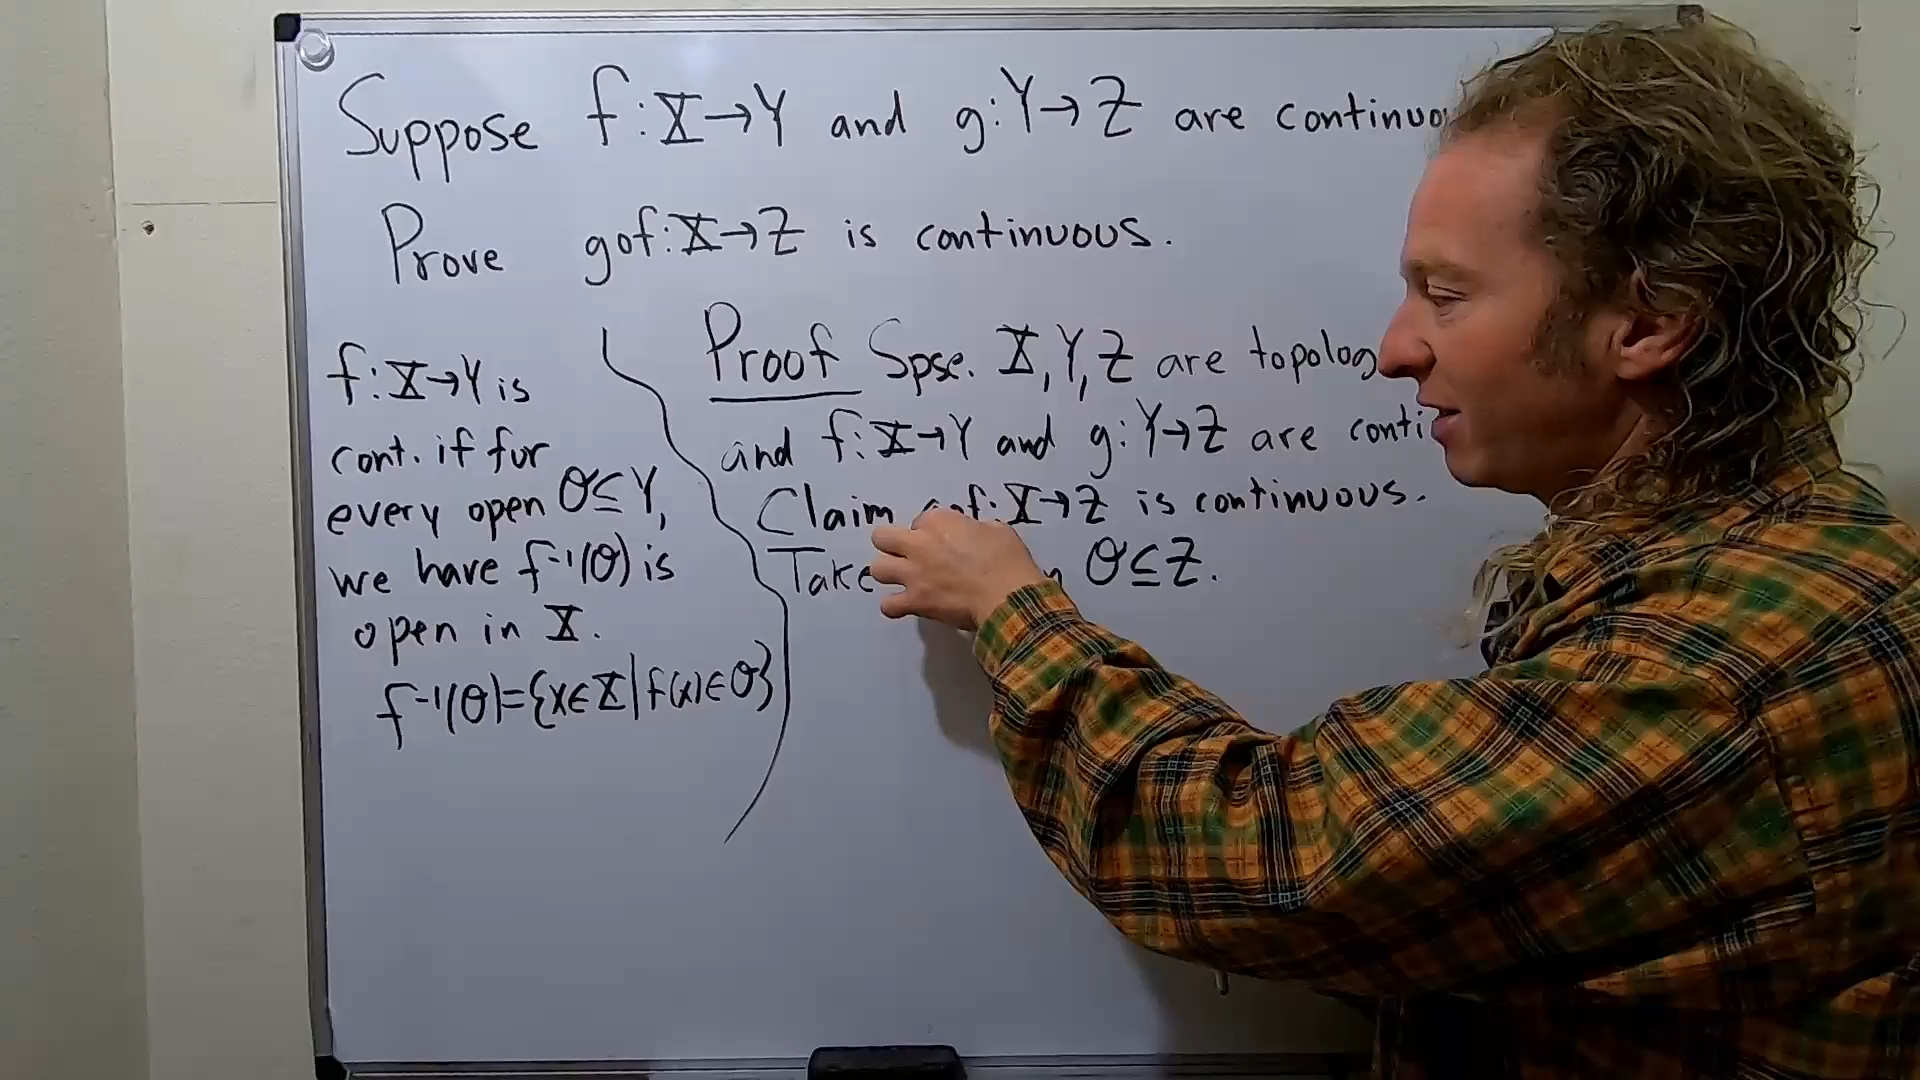 Suppose f:X→Y and g:Y→Z are continuo
Prove g∘f:X→Z is continuous.
f:X→Y is
cont. if for
every open O⊆Y,
we have f⁻¹(O) is
open in X.
f⁻¹(O)={x∈X|f(x)∈O}
Proof Spse. X,Y,Z are topolog
and f:X→Y and g:Y→Z are conti
Claim g∘f:X→Z is continuous.
Take O⊆Z.